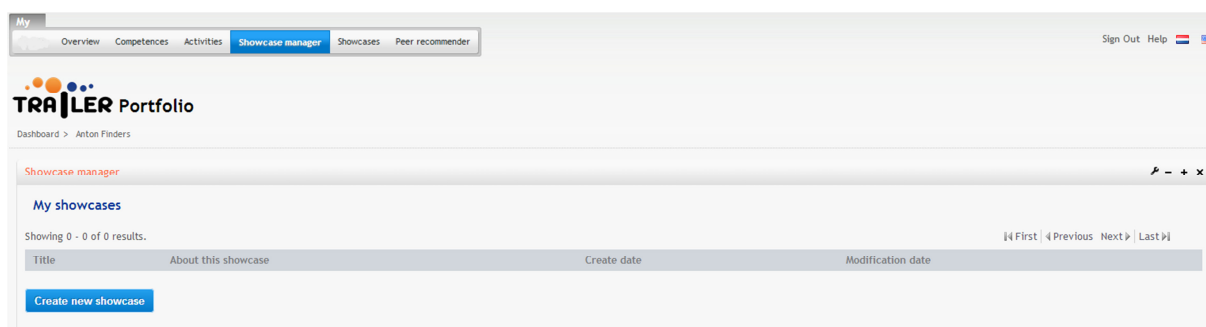 My
Overview Competences Activities Showcase manager Showcases Peer recommender
Sign Out Help
TRAILER Portfolio
Dashboard > Anton Finders
Showcase manager
My showcases
Showing 0 - 0 of 0 results.
First Previous Next Last
Title About this showcase Create date Modification date
Create new showcase